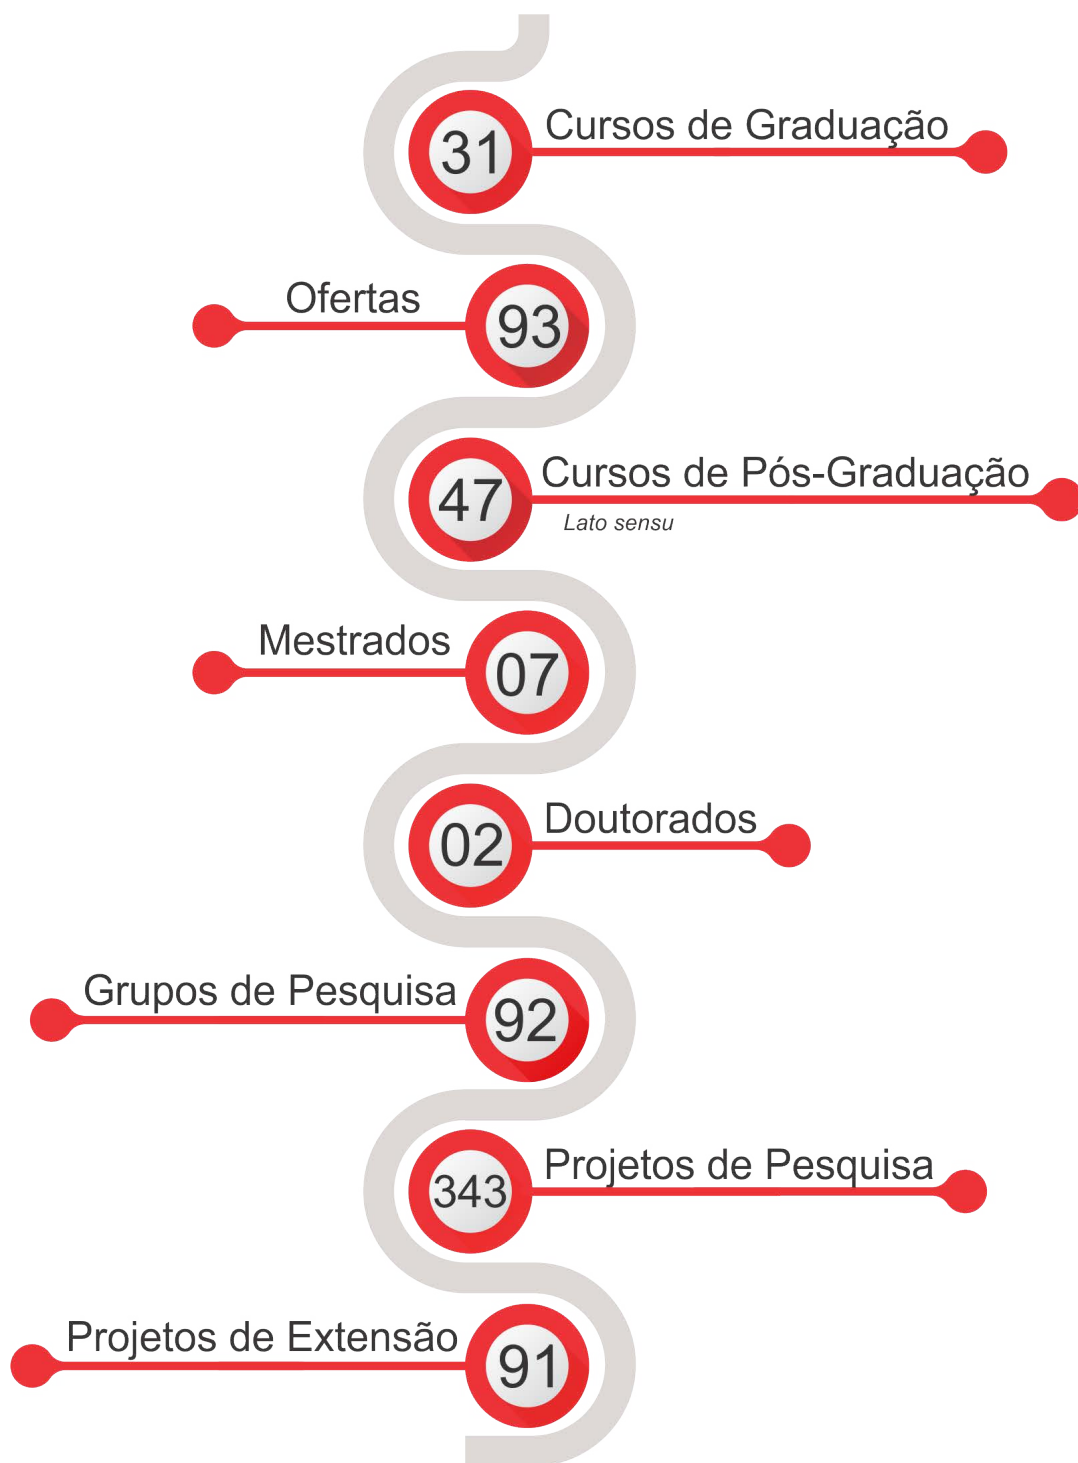 31
Cursos de Graduação
Ofertas
93
47
Cursos de Pós-Graduação
Lato sensu
Mestrados
07
02
Doutorados
Grupos de Pesquisa
92
343
Projetos de Pesquisa
Projetos de Extensão
91